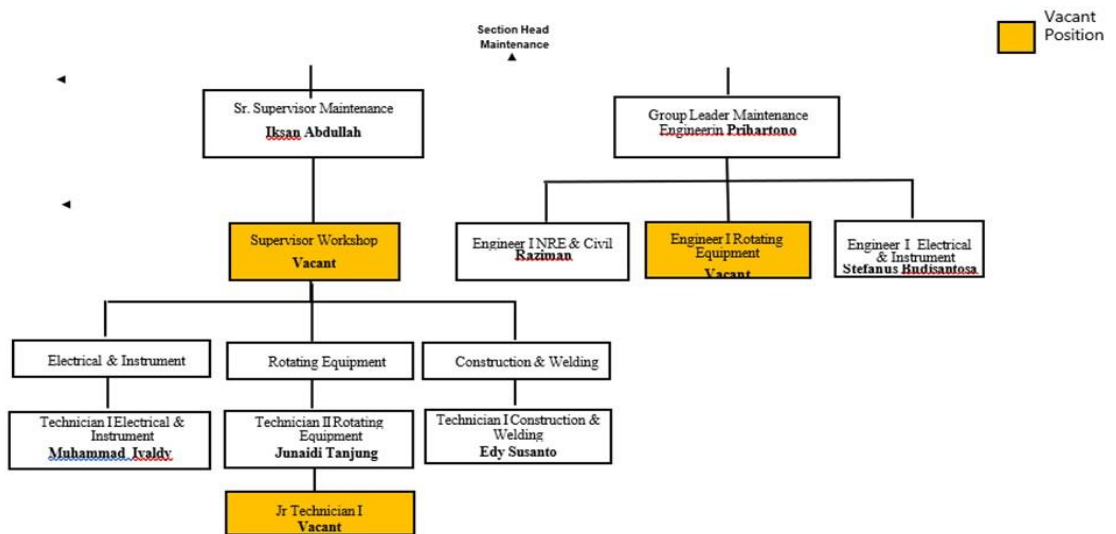 Section Head
Maintenance
Vacant
Position
Sr. Supervisor Maintenance
Iksan Abdullah
Group Leader Maintenance
Engineerin Prihartono
Supervisor Workshop
Vacant
Engineer I NRE & Civil
Raziman
Engineer I Rotating
Equipment
Vacant
Engineer I Electrical
& Instrument
Stefanus Budisantosa
Electrical & Instrument
Rotating Equipment
Construction & Welding
Technician I Electrical &
Instrument
Muhammad Ivaldy
Technician II Rotating
Equipment
Junaidi Tanjung
Technician I Construction &
Welding
Edy Susanto
Jr Technician I
Vacant